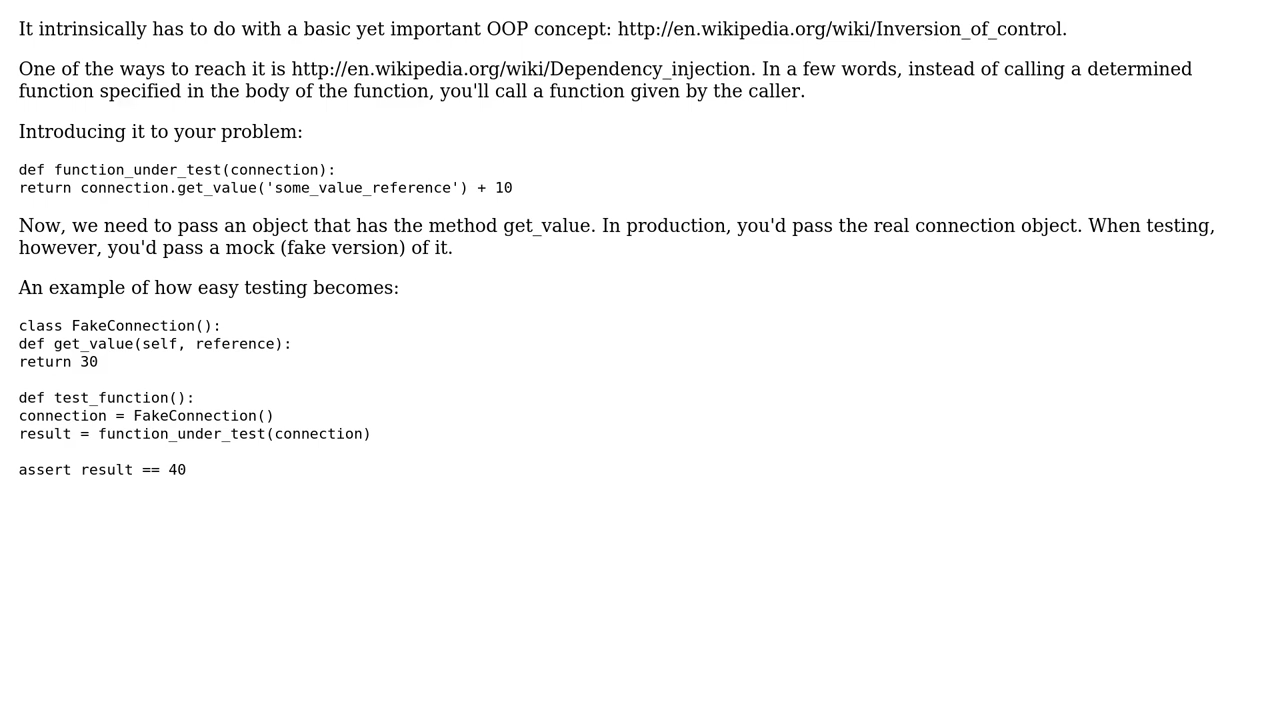 It intrinsically has to do with a basic yet important OOP concept: http://en.wikipedia.org/wiki/Inversion_of_control.
One of the ways to reach it is http://en.wikipedia.org/wiki/Dependency_injection. In a few words, instead of calling a determined
function specified in the body of the function, you'll call a function given by the caller.
Introducing it to your problem:
def function_under_test(connection):
return connection.get_value('some_value_reference') + 10
Now, we need to pass an object that has the method get_value. In production, you'd pass the real connection object. When testing,
however, you'd pass a mock (fake version) of it.
An example of how easy testing becomes:
class FakeConnection():
def get_value(self, reference):
return 30
def test_function():
connection = FakeConnection()
result = function_under_test(connection)
assert result == 40